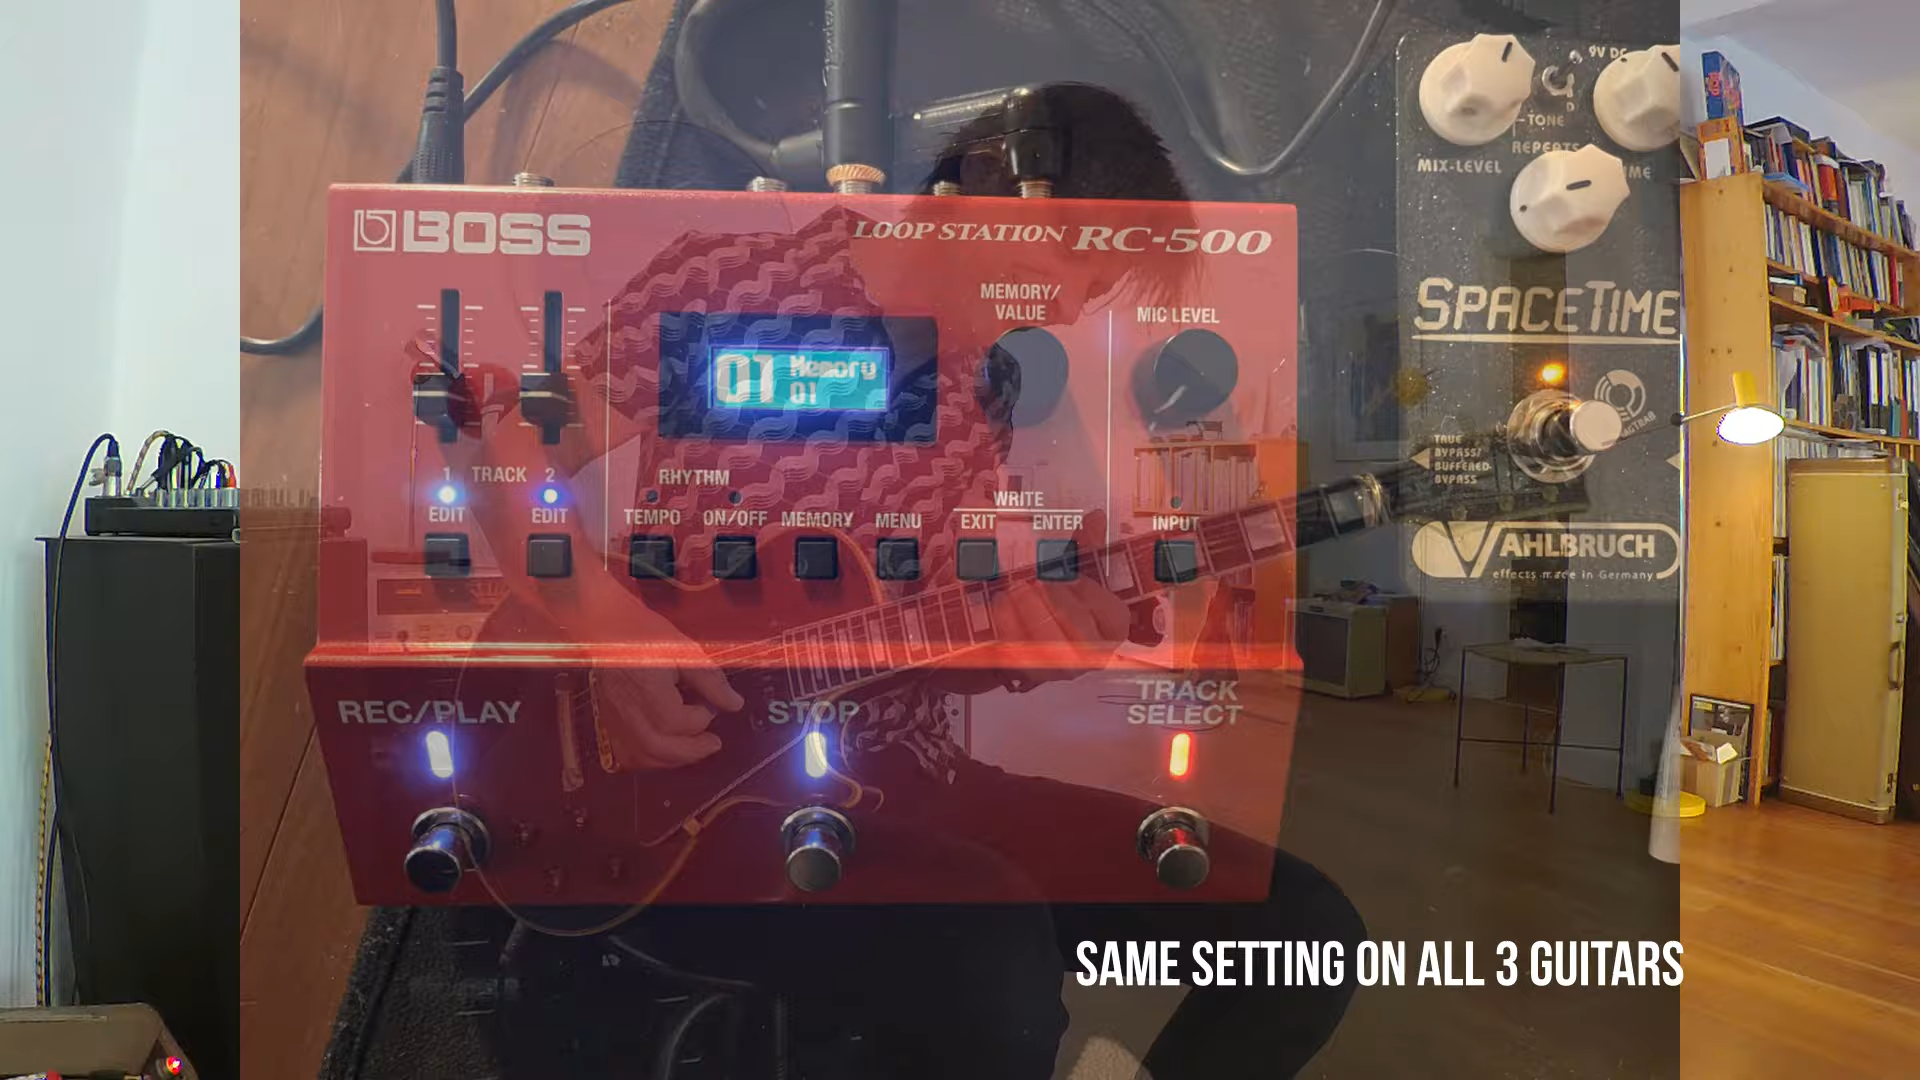 BOSS
LOOP STATION RC-500
MEMORY/
VALUE
MIC LEVEL
01 Memory
01
1 TRACK 2
EDIT EDIT
RHYTHM
TEMPO ON/OFF MEMORY MENU
WRITE
EXIT ENTER
INPUT
REC/PLAY
STOP
TRACK
SELECT
9V DC
TONE
REPEATS
MIX-LEVEL
SPACETIME
TRUE
BYPASS/
BUFFERED-
BYPASS
VAHLBRUCH
effects made in Germany
SAME SETTING ON ALL 3 GUITARS